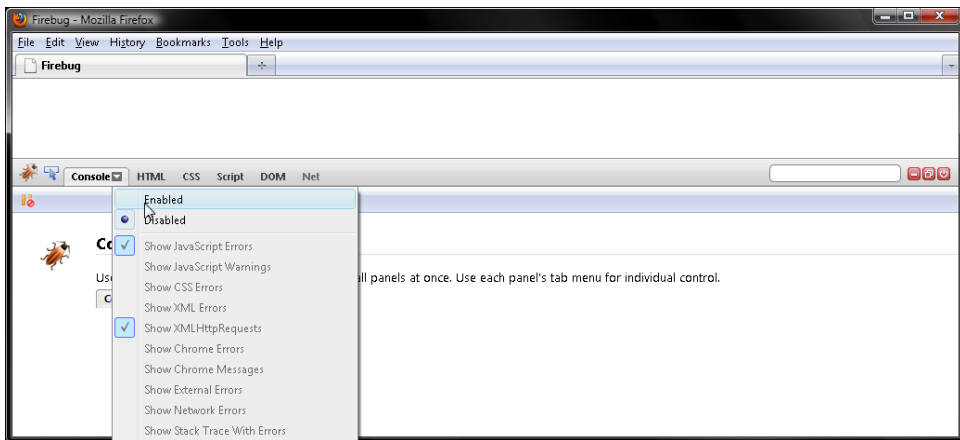 Firebug - Mozilla Firefox
File Edit View History Bookmarks Tools Help
Firebug
Console HTML CSS Script DOM Net
Enabled
Disabled
Co
Show JavaScript Errors
Show JavaScript Warnings
Use all panels at once. Use each panel's tab menu for individual control.
Show CSS Errors
Show XML Errors
Show XMLHttpRequests
Show Chrome Errors
Show Chrome Messages
Show External Errors
Show Network Errors
Show Stack Trace With Errors